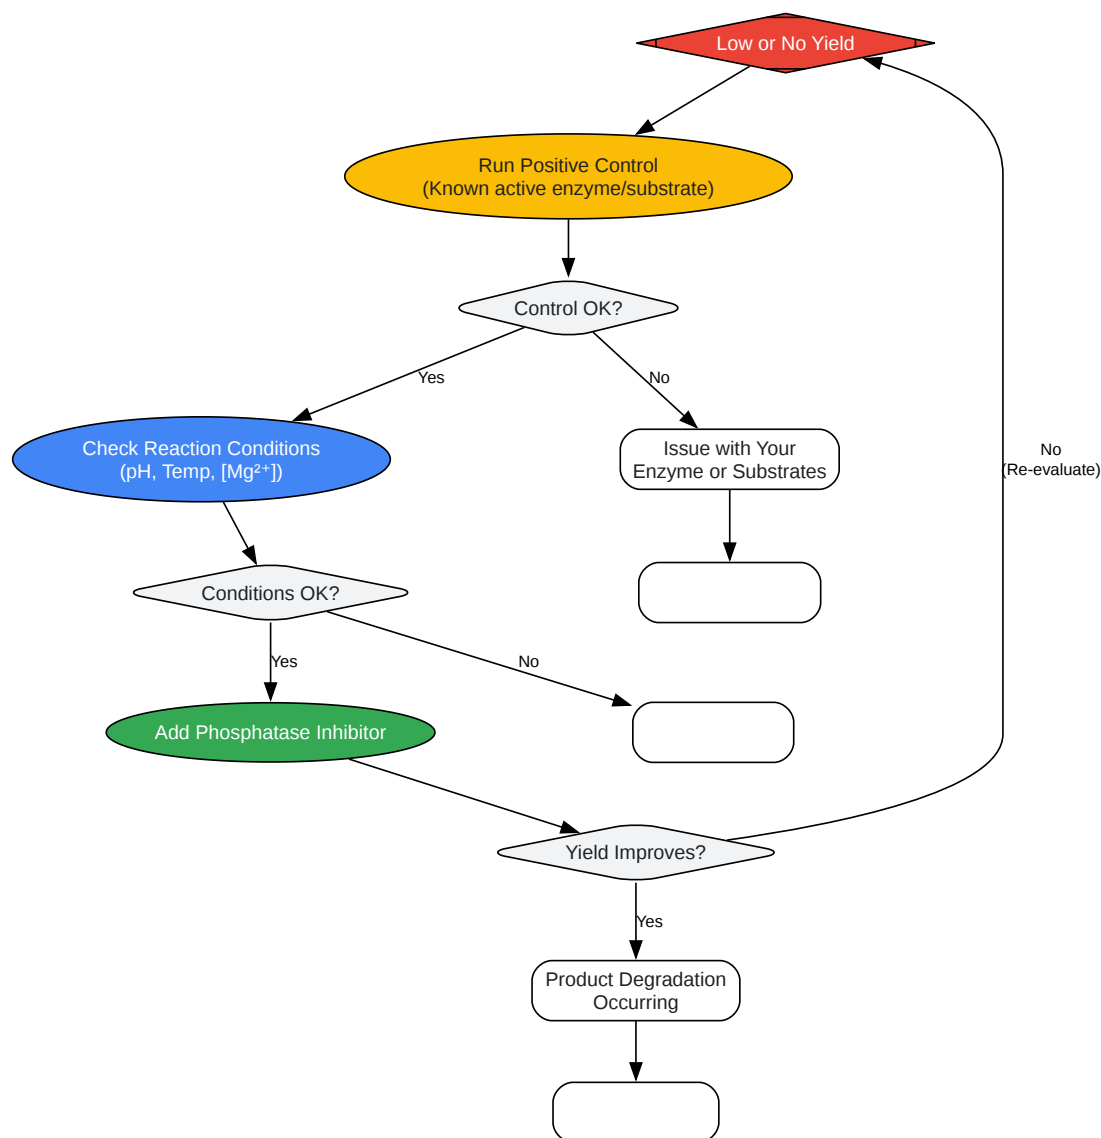 Low or No Yield
Run Positive Control
(Known active enzyme/substrate)
Control OK?
Yes
No
Check Reaction Conditions
(pH, Temp, [Mg²⁺])
Issue with Your
Enzyme or Substrates
No
(Re-evaluate)
Conditions OK?
Yes
No
Add Phosphatase Inhibitor
Yield Improves?
Yes
Product Degradation
Occurring